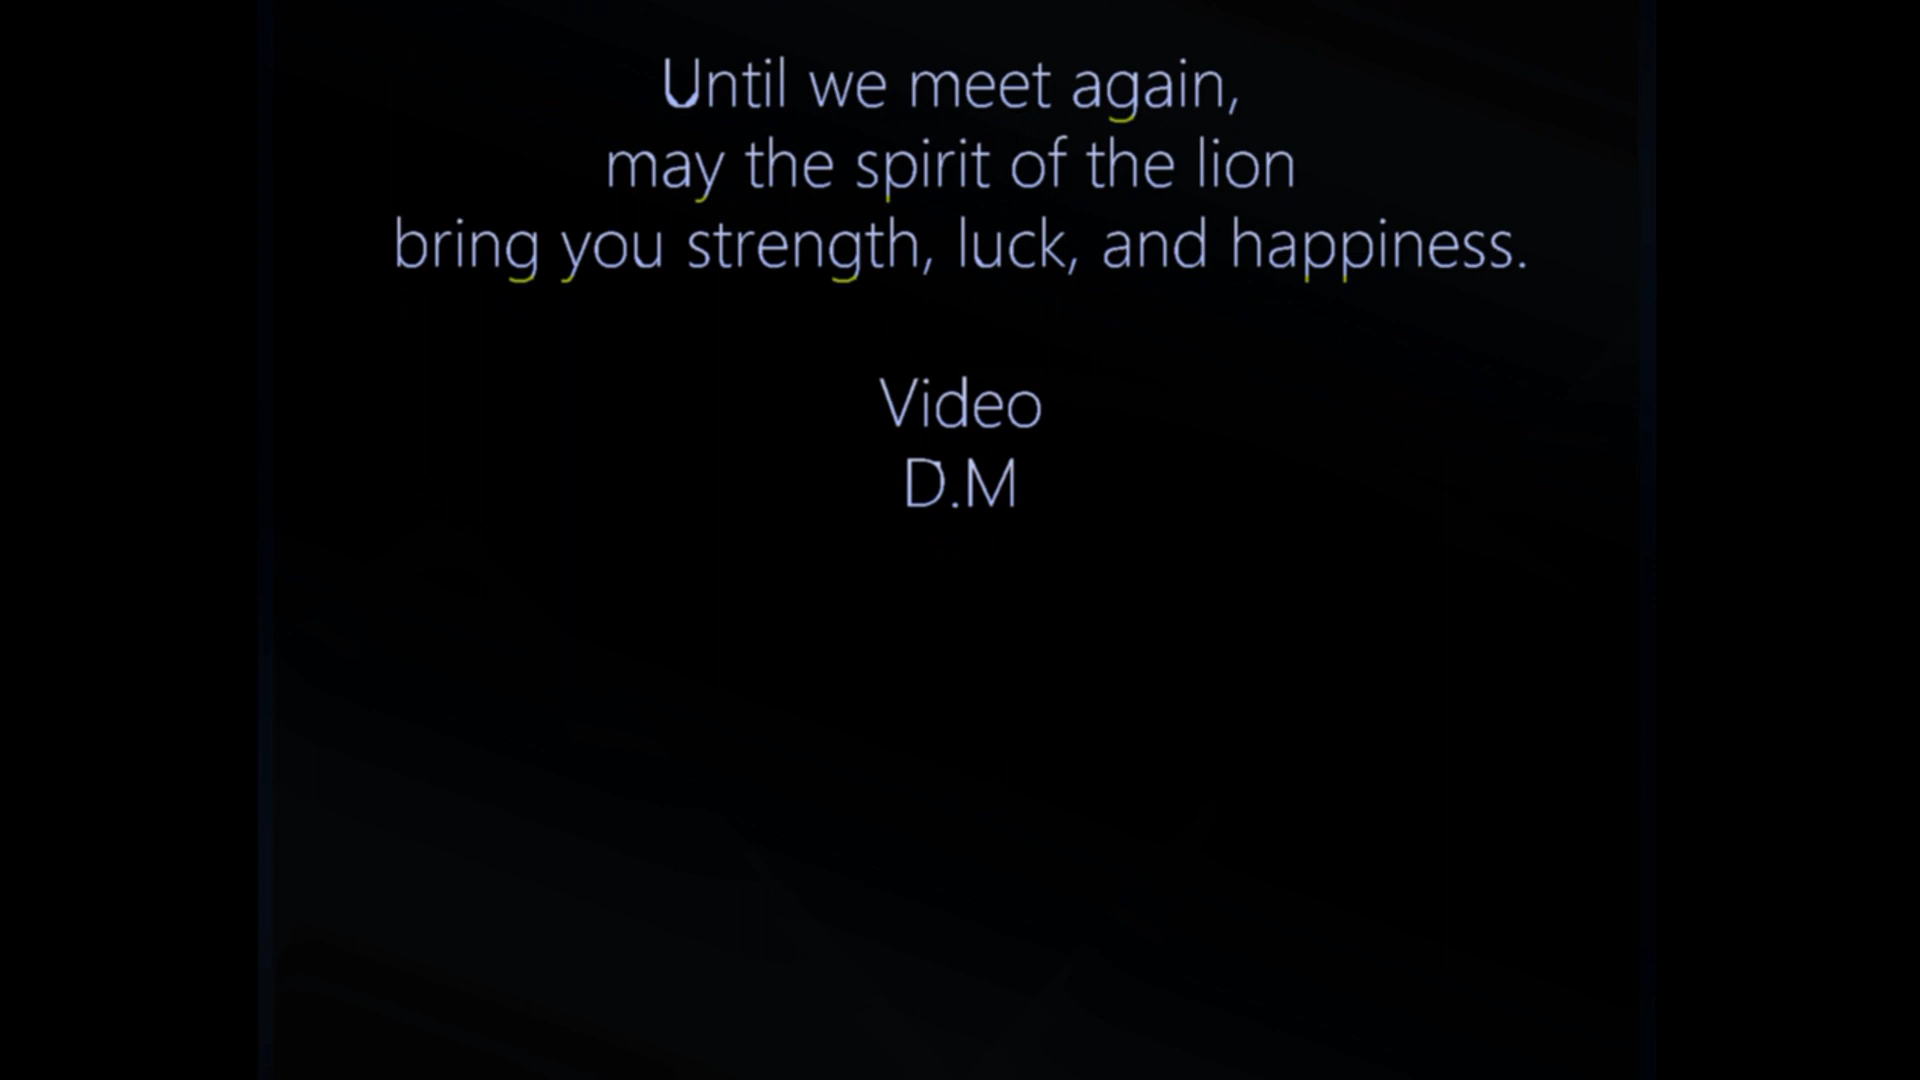 Until we meet again,
may the spirit of the lion
bring you strength, luck, and happiness.
Video
D.M